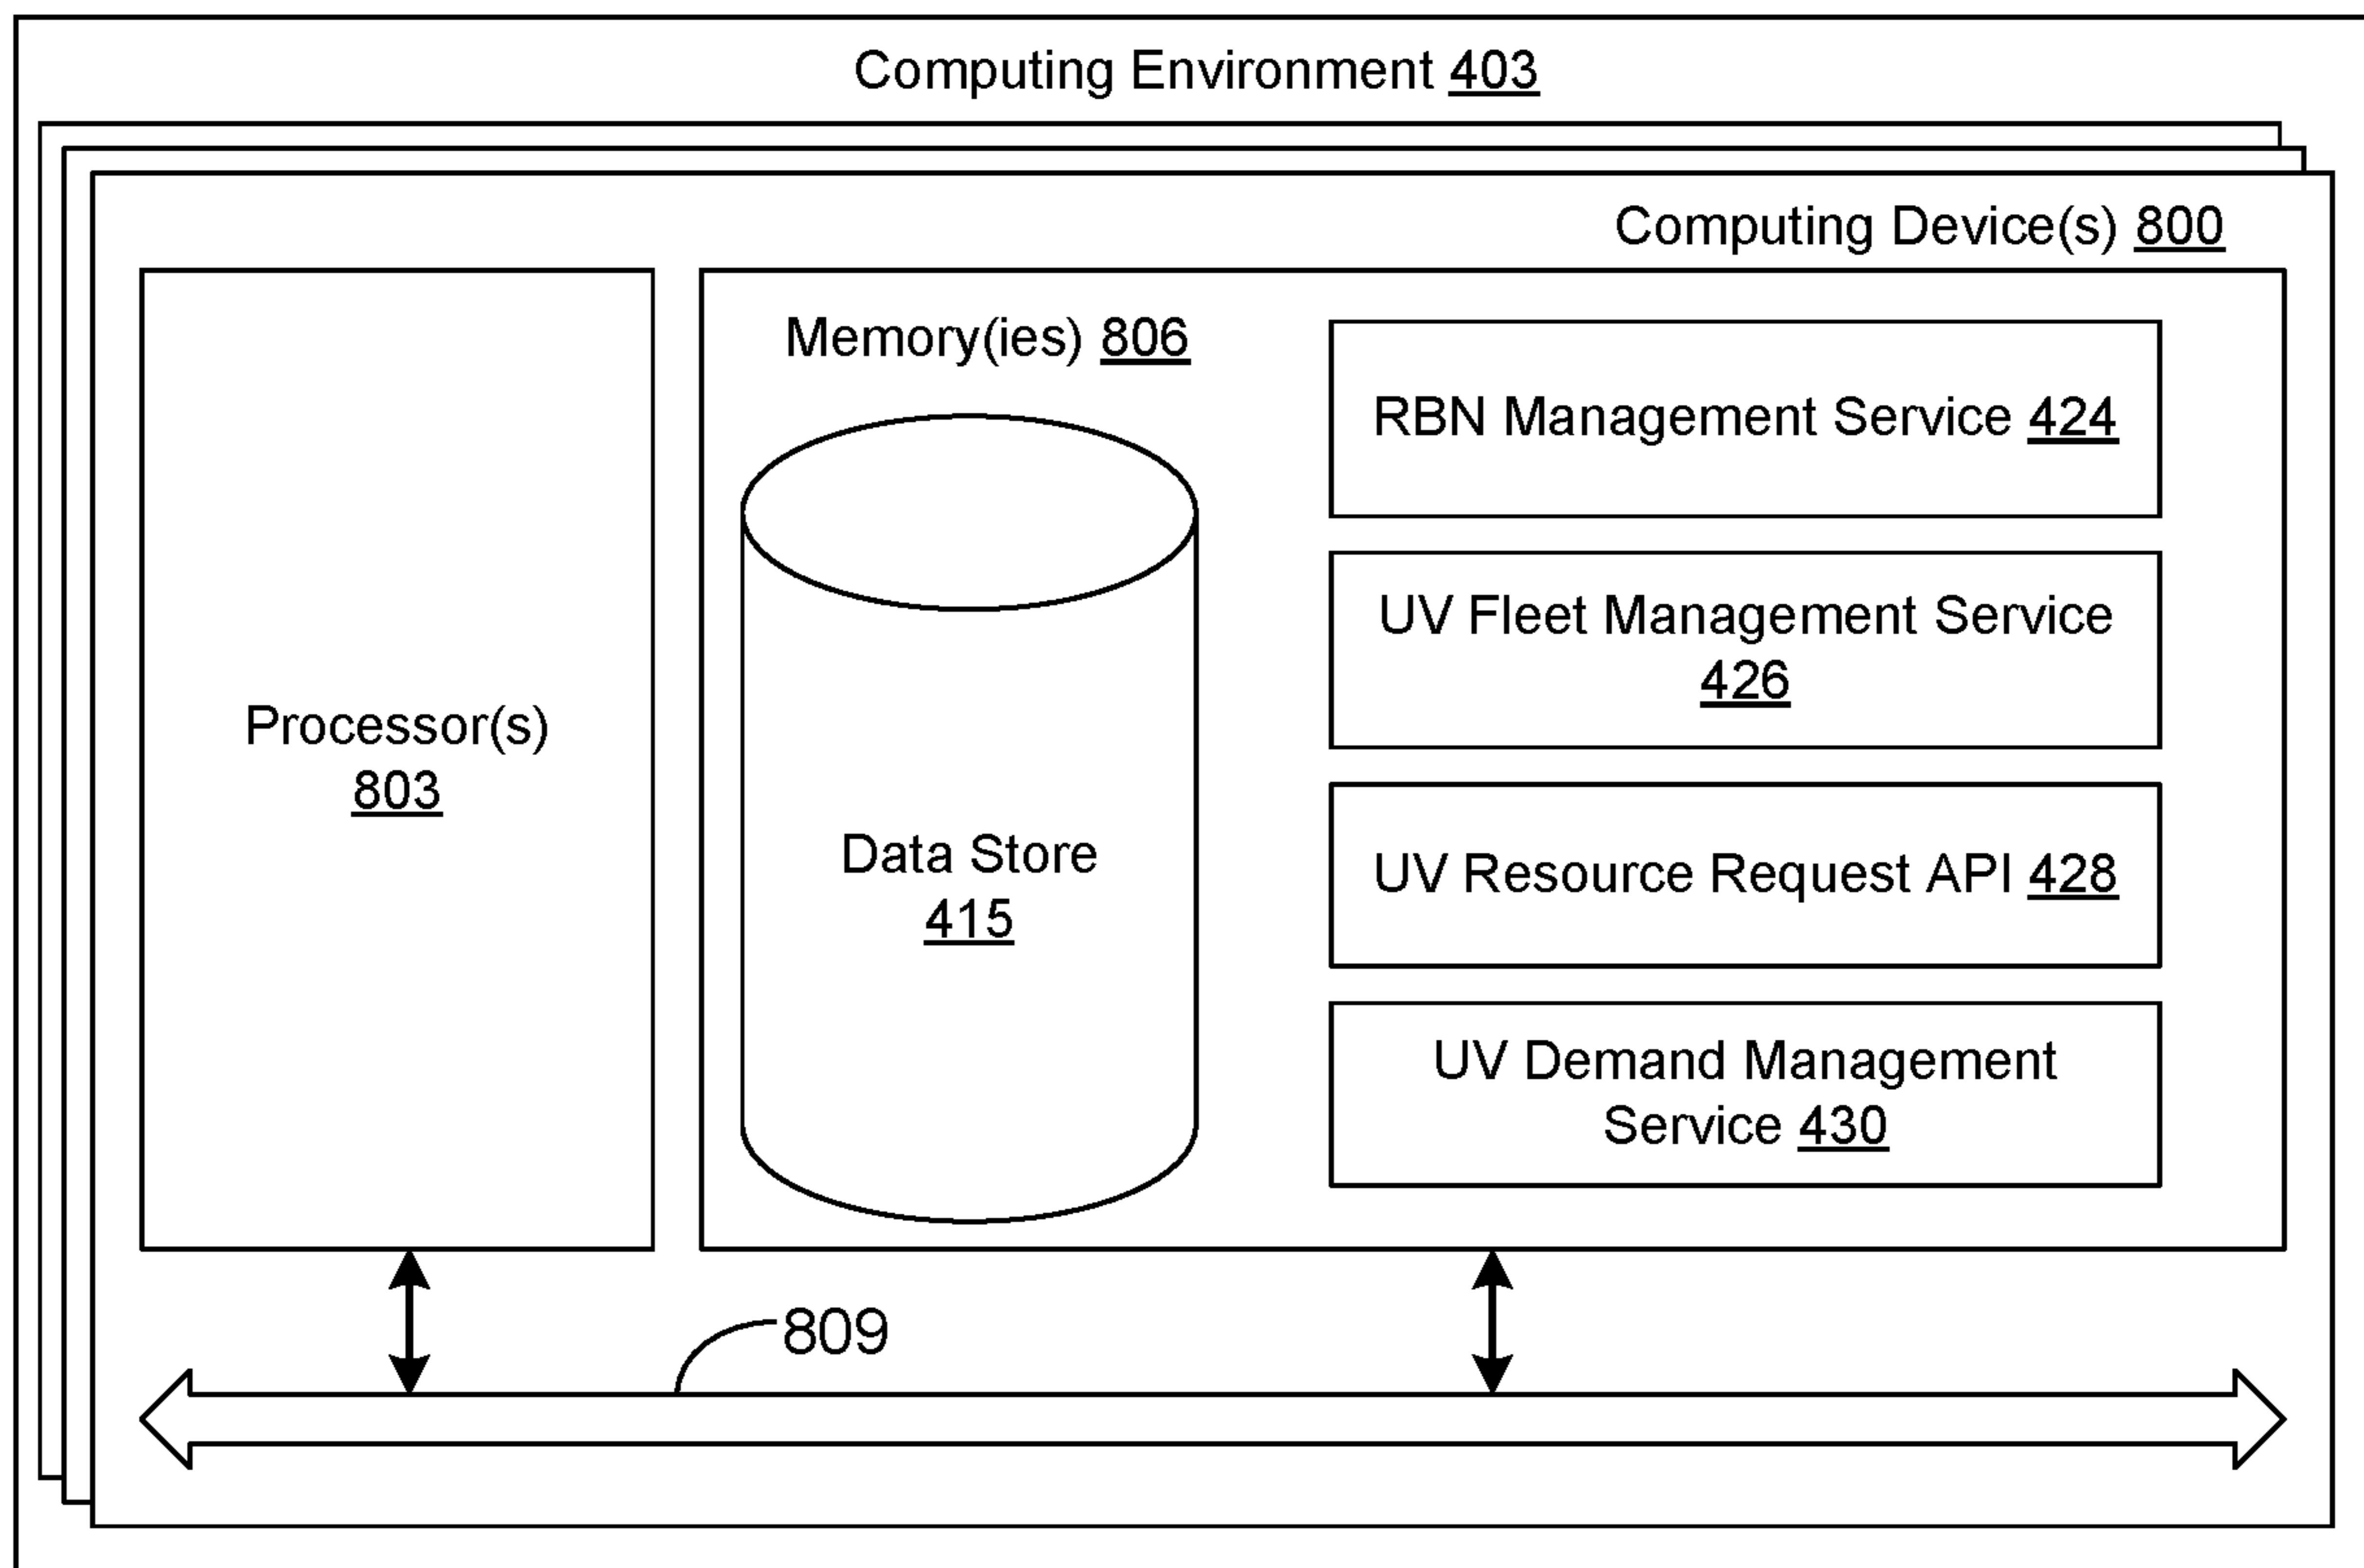 Computing Environment 403
Computing Device(s) 800
Processor(s)
803
Memory(ies) 806
Data Store
415
RBN Management Service 424
UV Fleet Management Service
426
UV Resource Request API 428
UV Demand Management
Service 430
809